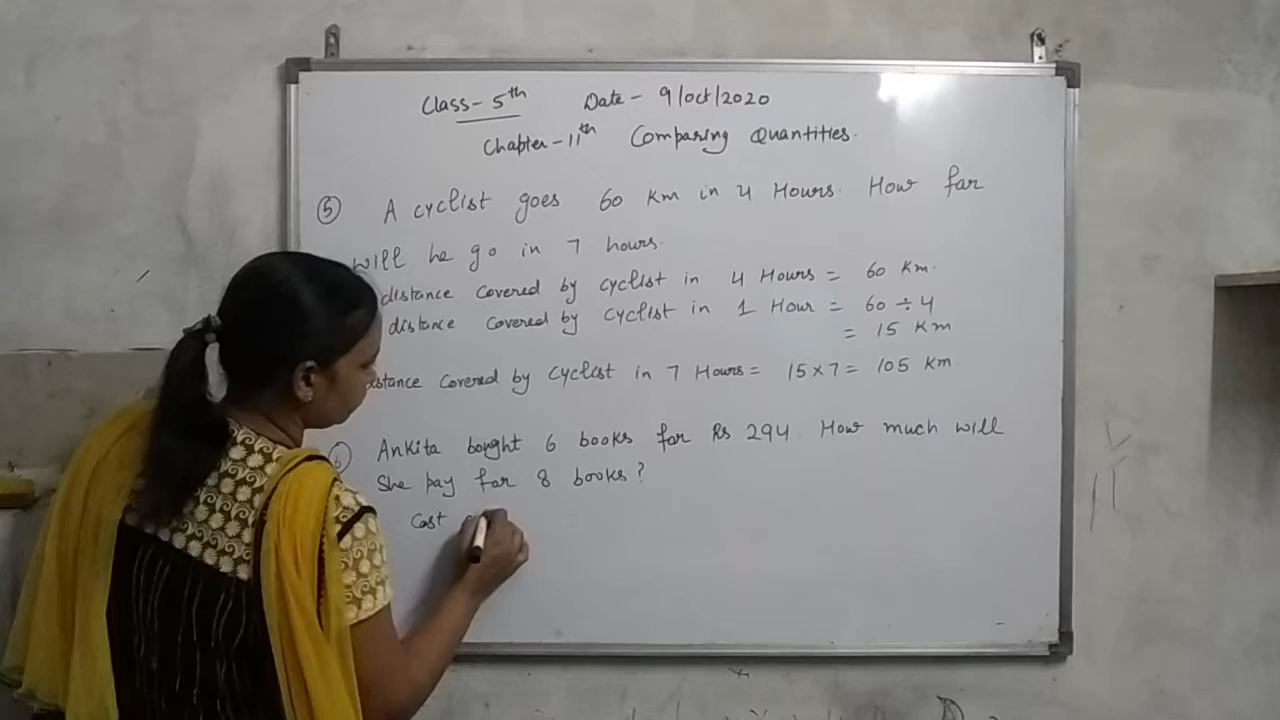 Class- 5th Date - 9/Oct/2020
Chapter-11th Comparing Quantities.
5 A cyclist goes 60 Km in 4 Hours. How far
will he go in 7 hours.
distance covered by cyclist in 4 Hours = 60 Km.
distance covered by cyclist in 1 Hour = 60 ÷ 4
= 15 Km
covered by cyclist in 7 Hours = 15 x 7 = 105 Km.
6 Ankita bought 6 books for Rs 294. How much will
She pay for 8 books?
Cost